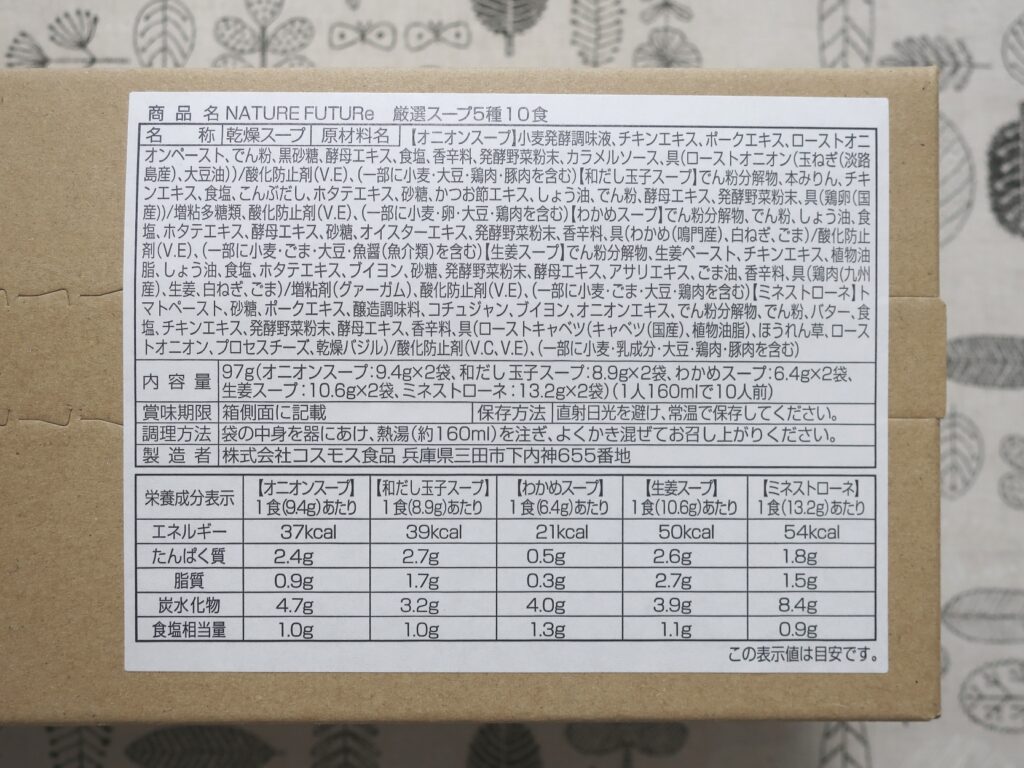 商品名 NATURE FUTURe 厳選スープ5種10食
名称 乾燥スープ 原材料名 【オニオンスープ】小麦発酵調味液、チキンエキス、ポークエキス、ローストオニ
オンペースト、でん粉、黒砂糖、酵母エキス、食塩、香辛料、発酵野菜粉末、カラメルソース、具(ローストオニオン(玉ねぎ(淡路
島産)、大豆油))/酸化防止剤(V.E)、(一部に小麦・大豆・鶏肉・豚肉を含む)【和だし玉子スープ】でん粉分解物、本みりん、チキ
ンエキス、食塩、こんぶだし、ホタテエキス、砂糖、かつお節エキス、しょうゆ、でん粉、酵母エキス、発酵野菜粉末、具(鶏卵(国
産))/増粘多糖類、酸化防止剤(V.E)、(一部に小麦・卵・大豆・鶏肉を含む)【わかめスープ】でん粉分解物、でん粉、しょうゆ、食
塩、ホタテエキス、酵母エキス、砂糖、オイスターエキス、発酵野菜粉末、香辛料、具(わかめ(鳴門産)、白ねぎ、ごま)/酸化防止
剤(V.E)、(一部に小麦・ごま・大豆・魚醤(魚介類)を含む)【生姜スープ】でん粉分解物、生姜ペースト、チキンエキス、植物油
脂、しょうゆ、食塩、ホタテエキス、ブイヨン、砂糖、発酵野菜粉末、酵母エキス、アサリエキス、ごま油、香辛料、具(鶏肉(九州
産)、生姜、白ねぎ、ごま)/増粘剤(グァーガム)、酸化防止剤(V.E)、(一部に小麦・ごま・大豆・鶏肉を含む)【ミネストローネ】ト
マトペースト、砂糖、ポークエキス、醸造調味料、コチュジャン、ブイヨン、オニオンエキス、でん粉分解物、でん粉、バター、食
塩、チキンエキス、発酵野菜粉末、酵母エキス、香辛料、具(ローストキャベツ(キャベツ(国産)、植物油脂)、ほうれん草、ロース
トオニオン、プロセスチーズ、乾燥バジル)/酸化防止剤(V.C、V.E)、(一部に小麦・乳成分・大豆・鶏肉・豚肉を含む)
内容量 97g(オニオンスープ:9.4g×2袋、和だし玉子スープ:8.9g×2袋、わかめスープ:6.4g×2袋、
生姜スープ:10.6g×2袋、ミネストローネ:13.2g×2袋)(1人160mlで10人前)
賞味期限 箱側面に記載 保存方法 直射日光を避け、常温で保存してください。
調理方法 袋の中身を器にあけ、熱湯(約160ml)を注ぎ、よくかき混ぜてお召し上がりください。
製造者 株式会社コスモス食品 兵庫県三田市下内神655番地
栄養成分表示 【オニオンスープ】 【和だし玉子スープ】 【わかめスープ】 【生姜スープ】 【ミネストローネ】
1食(9.4g)あたり 1食(8.9g)あたり 1食(6.4g)あたり 1食(10.6g)あたり 1食(13.2g)あたり
エネルギー 37kcal 39kcal 21kcal 50kcal 54kcal
たんぱく質 2.4g 2.7g 0.5g 2.6g 1.8g
脂質 0.9g 1.7g 0.3g 2.7g 1.5g
炭水化物 4.7g 3.2g 4.0g 3.9g 8.4g
食塩相当量 1.0g 1.0g 1.3g 1.1g 0.9g
この表示値は目安です。